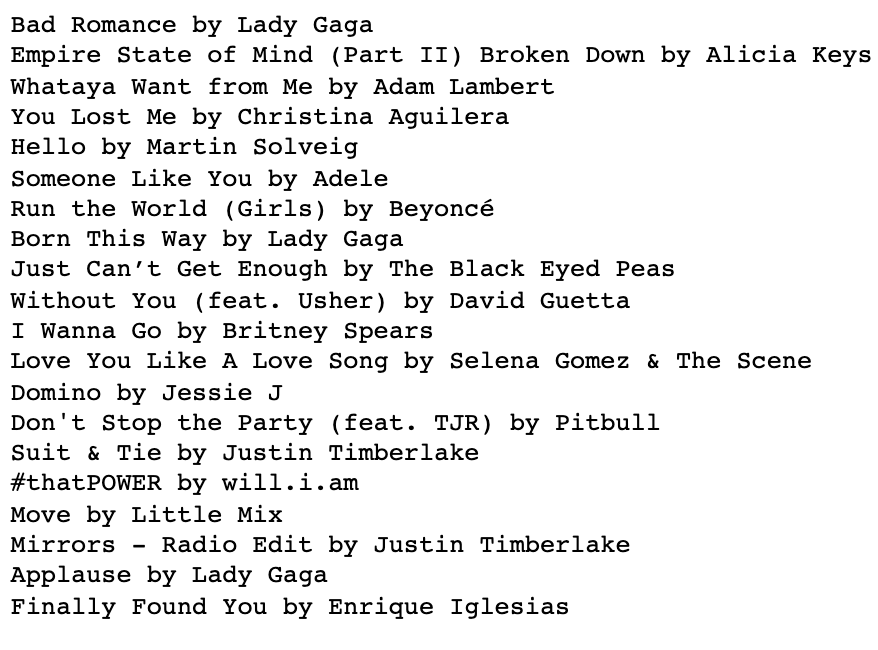 Bad Romance by Lady Gaga
Empire State of Mind (Part II) Broken Down by Alicia Keys
Whataya Want from Me by Adam Lambert
You Lost Me by Christina Aguilera
Hello by Martin Solveig
Someone Like You by Adele
Run the World (Girls) by Beyoncé
Born This Way by Lady Gaga
Just Can’t Get Enough by The Black Eyed Peas
Without You (feat. Usher) by David Guetta
I Wanna Go by Britney Spears
Love You Like A Love Song by Selena Gomez & The Scene
Domino by Jessie J
Don't Stop the Party (feat. TJR) by Pitbull
Suit & Tie by Justin Timberlake
#thatPOWER by will.i.am
Move by Little Mix
Mirrors – Radio Edit by Justin Timberlake
Applause by Lady Gaga
Finally Found You by Enrique Iglesias